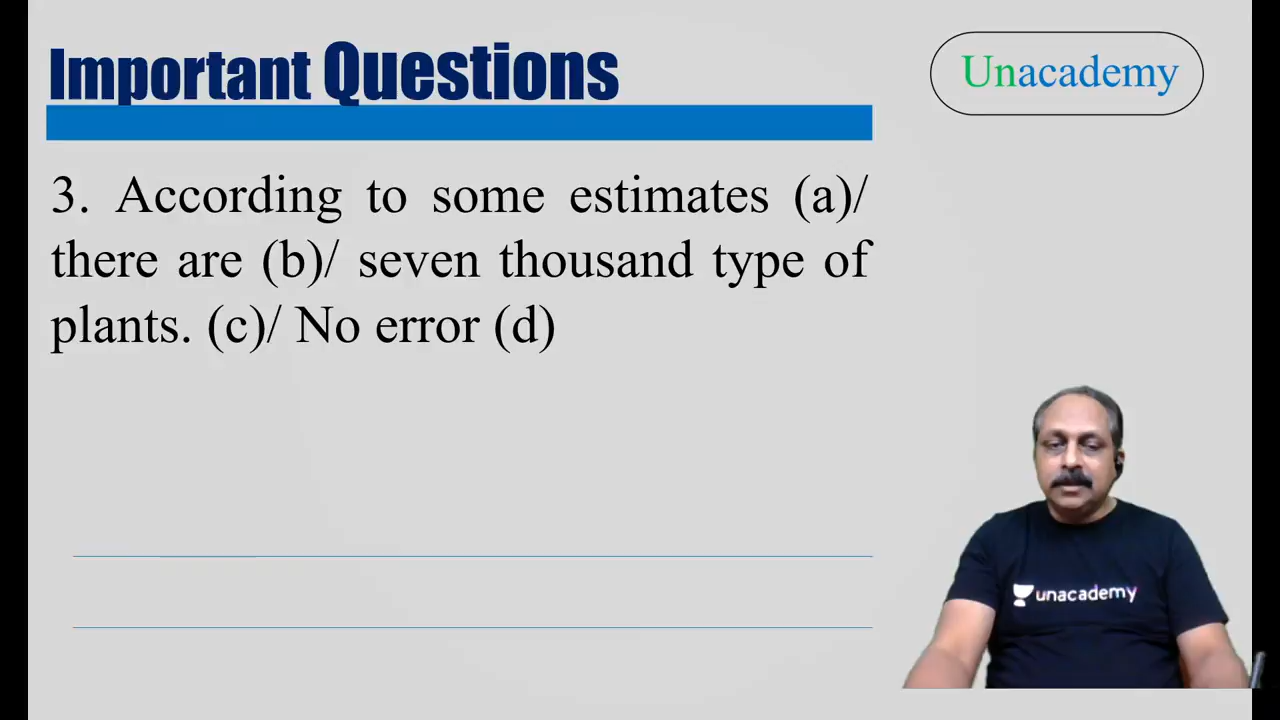 Important Questions
Unacademy
3. According to some estimates (a)/
there are (b)/ seven thousand type of
plants. (c)/ No error (d)
unacademy